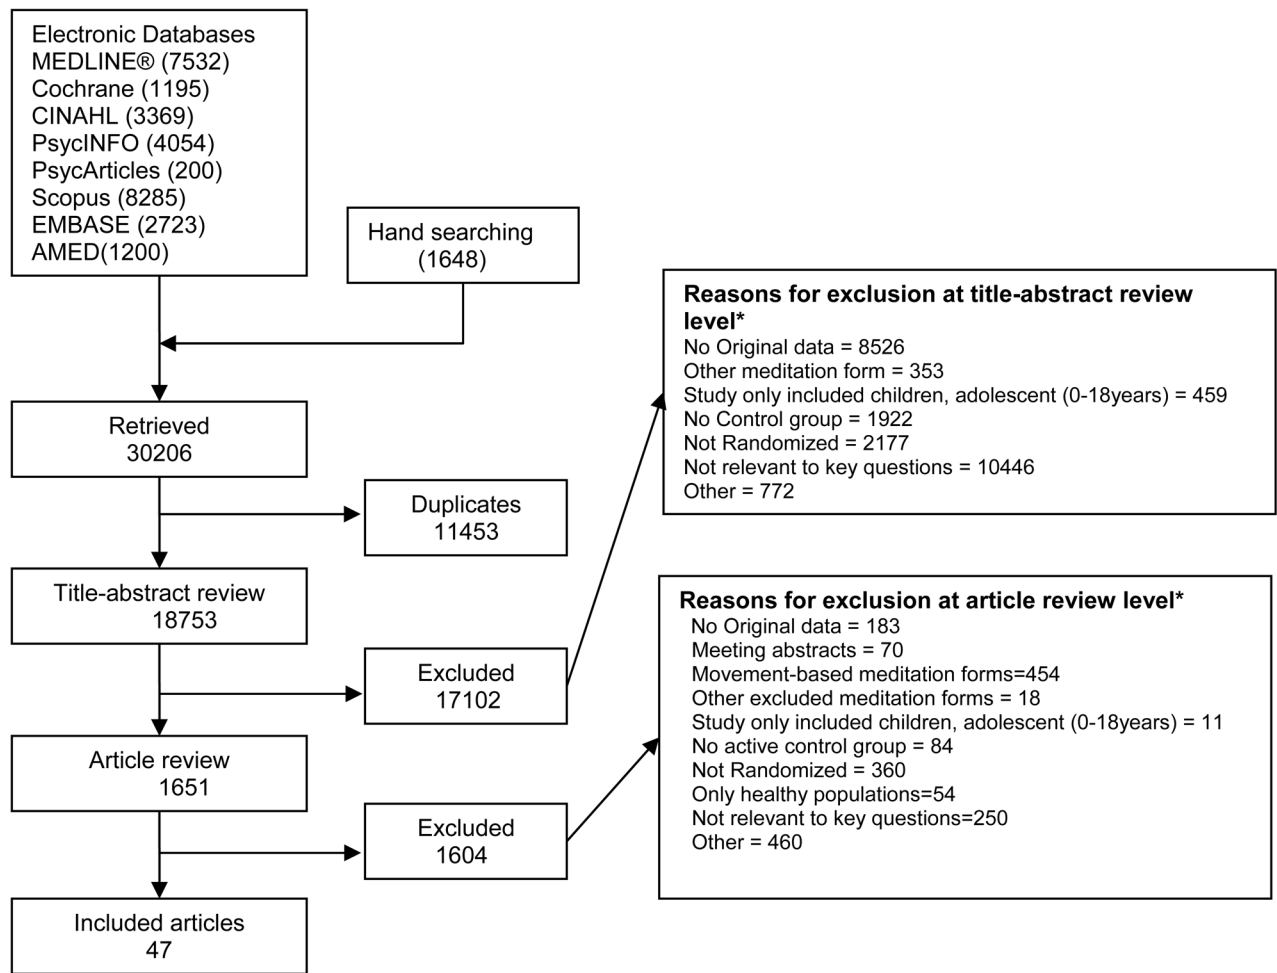 Electronic Databases
MEDLINE® (7532)
Cochrane (1195)
CINAHL (3369)
PsycINFO (4054)
PsycArticles (200)
Scopus (8285)
EMBASE (2723)
AMED(1200)
Hand searching
(1648)
Retrieved
30206
Duplicates
11453
Title-abstract review
18753
Excluded
17102
Reasons for exclusion at title-abstract review
level*
No Original data = 8526
Other meditation form = 353
Study only included children, adolescent (0-18years) = 459
No Control group = 1922
Not Randomized = 2177
Not relevant to key questions = 10446
Other = 772
Article review
1651
Excluded
1604
Reasons for exclusion at article review level*
No Original data = 183
Meeting abstracts = 70
Movement-based meditation forms=454
Other excluded meditation forms = 18
Study only included children, adolescent (0-18years) = 11
No active control group = 84
Not Randomized = 360
Only healthy populations=54
Not relevant to key questions=250
Other = 460
Included articles
47